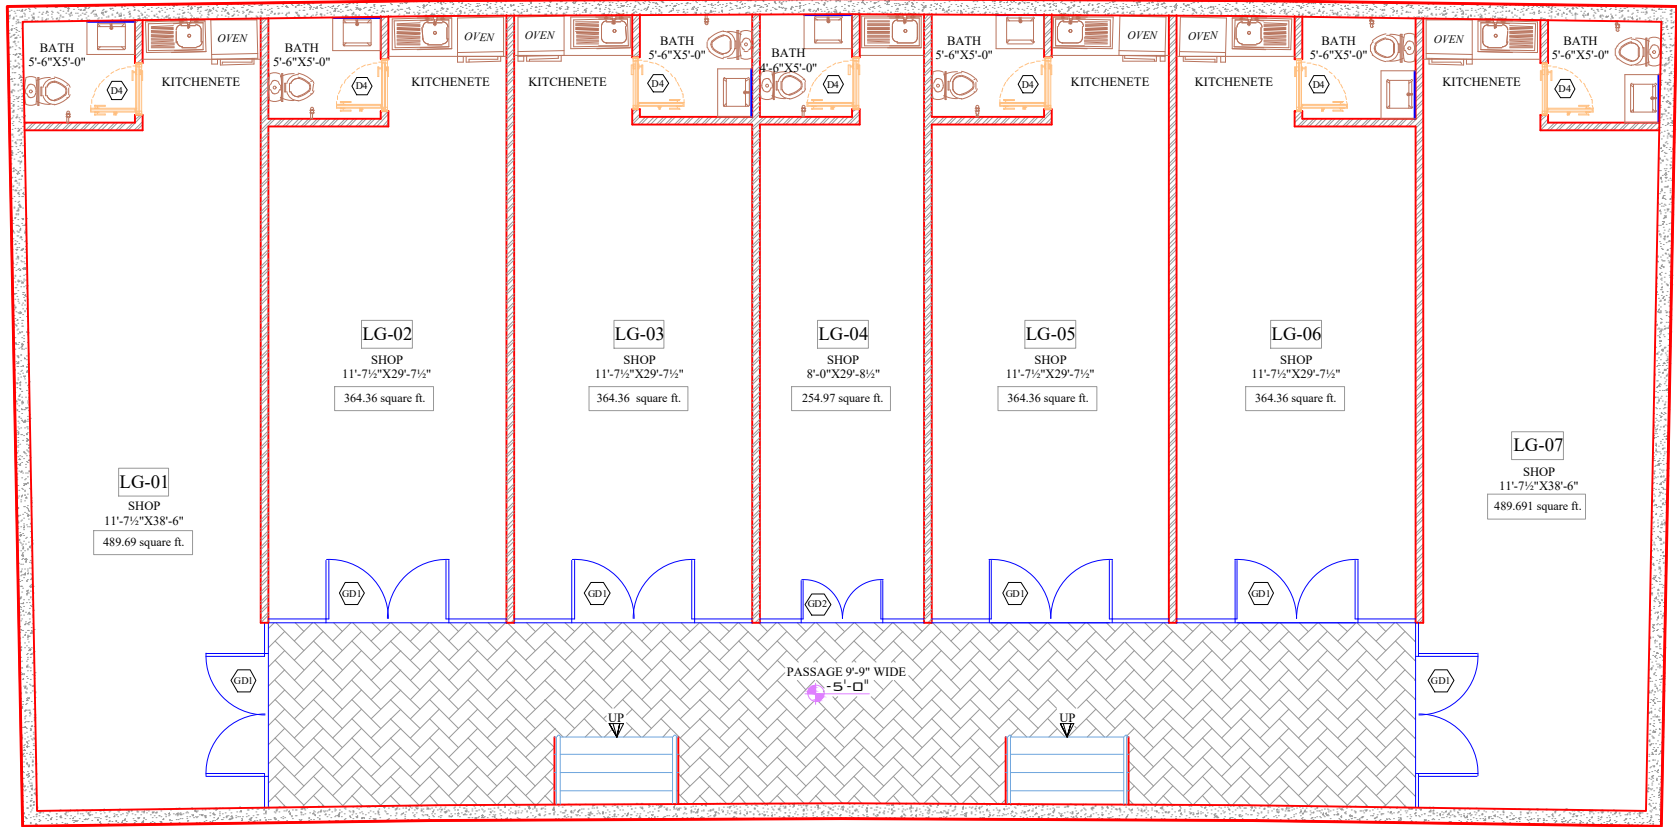 BATH
5'-6"X5'-0"
OVEN
D4
KITCHENETE
BATH
5'-6"X5'-0"
OVEN
D4
KITCHENETE
OVEN
BATH
5'-6"X5'-0"
KITCHENETE
D4
BATH
4'-6"X5'-0"
D4
BATH
5'-6"X5'-0"
OVEN
D4
KITCHENETE
OVEN
BATH
5'-6"X5'-0"
KITCHENETE
D4
OVEN
BATH
5'-6"X5'-0"
KITCHENETE
D4
LG-01
SHOP
11'-7½"X38'-6"
489.69 square ft.
LG-02
SHOP
11'-7½"X29'-7½"
364.36 square ft.
LG-03
SHOP
11'-7½"X29'-7½"
364.36 square ft.
LG-04
SHOP
8'-0"X29'-8½"
254.97 square ft.
LG-05
SHOP
11'-7½"X29'-7½"
364.36 square ft.
LG-06
SHOP
11'-7½"X29'-7½"
364.36 square ft.
LG-07
SHOP
11'-7½"X38'-6"
489.691 square ft.
GD1
GD1
GD2
GD1
GD1
GD1
GD1
PASSAGE 9'-9" WIDE
-5'-0"
UP
UP